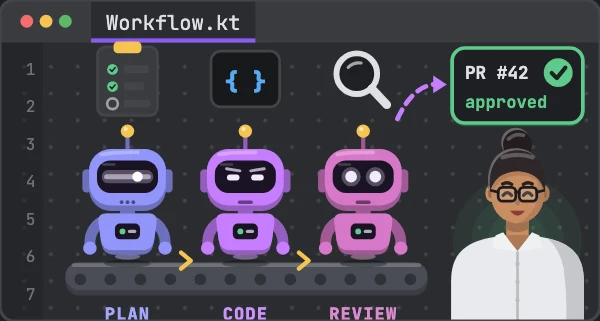 Workflow.kt
1
2
3
4
5
6
7
{ }
PR #42
approved
PLAN
CODE
REVIEW